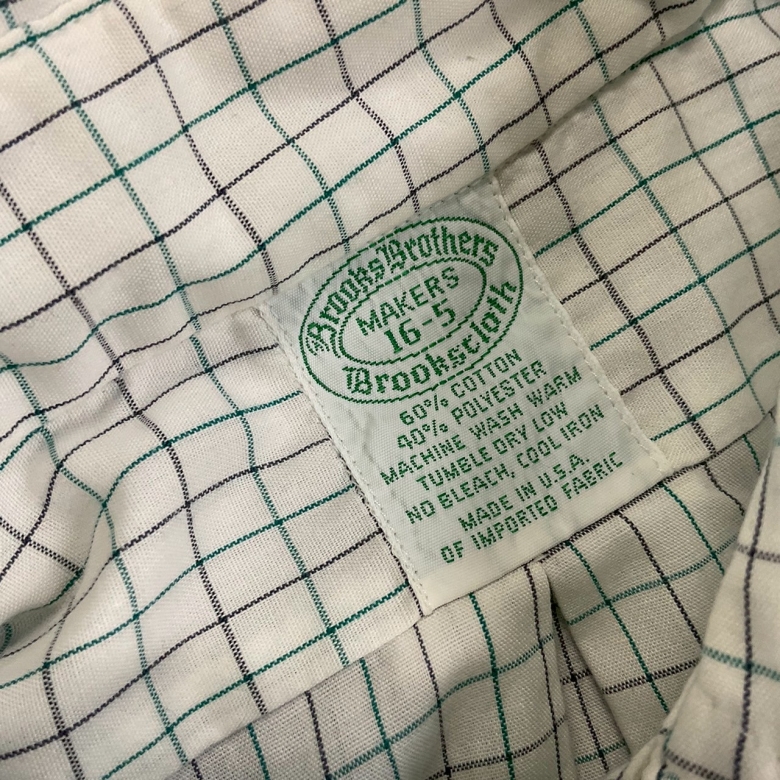 Brooks Brothers
MAKERS
16-5
Brookscloth
60% COTTON
40% POLYESTER
MACHINE WASH WARM
TUMBLE DRY LOW
NO BLEACH, COOL IRON
MADE IN U.S.A.
OF IMPORTED FABRIC